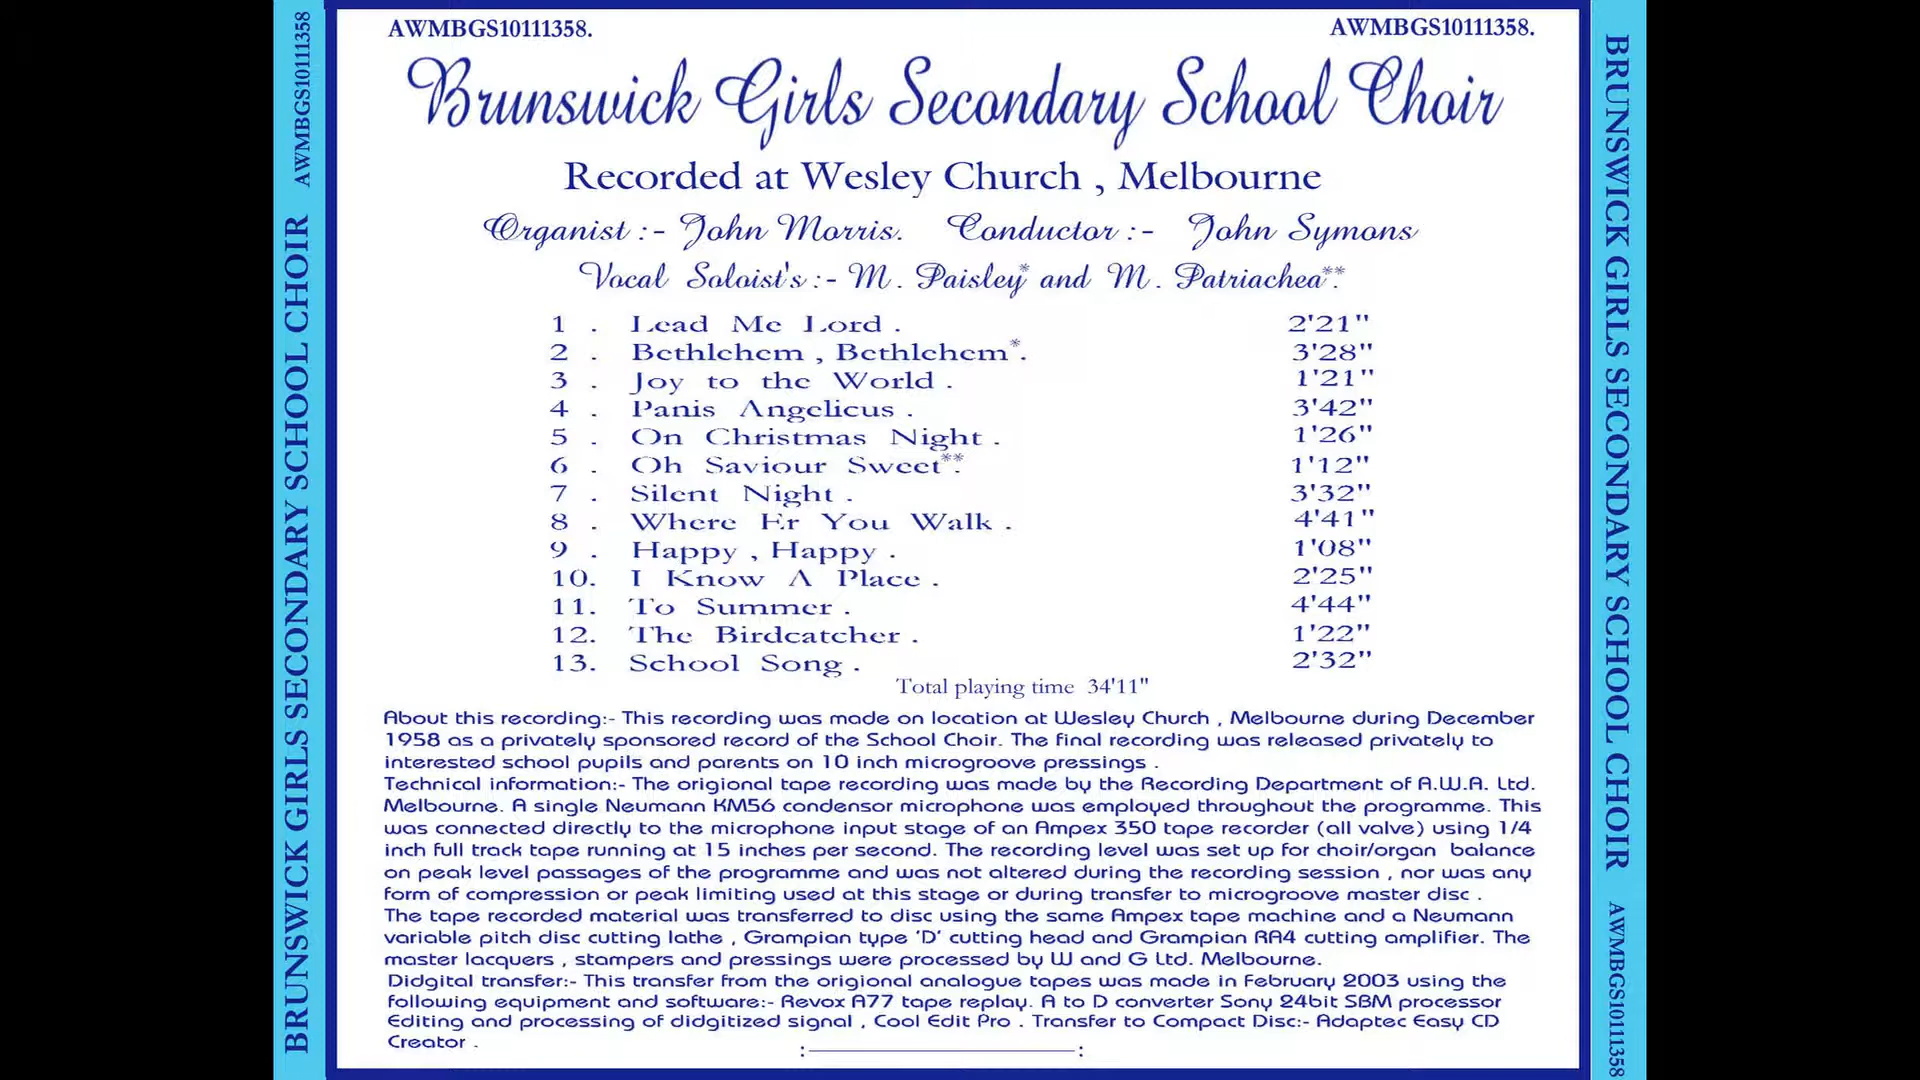 AWMBGS10111358. AWMBGS10111358.
Brunswick Girls Secondary School Choir
Recorded at Wesley Church , Melbourne
Organist :- John Morris. Conductor :- John Symons
Vocal Soloist's :- M . Paisley* and M . Patriachea**.
1 . Lead Me Lord . 2'21"
2 . Bethlehem , Bethlehem*. 3'28"
3 . Joy to the World . 1'21"
4 . Panis Angelicus . 3'42"
5 . On Christmas Night . 1'26"
6 . Oh Saviour Sweet**. 1'12"
7 . Silent Night . 3'32"
8 . Where Er You Walk . 4'41"
9 . Happy , Happy . 1'08"
10. I Know A Place . 2'25"
11. To Summer . 4'44"
12. The Birdcatcher . 1'22"
13. School Song . 2'32"
Total playing time 34'11"
About this recording:- This recording was made on location at Wesley Church , Melbourne during December
1958 as a privately sponsored record of the School Choir. The final recording was released privately to
interested school pupils and parents on 10 inch microgroove pressings .
Technical information:- The origional tape recording was made by the Recording Department of A.W.A. Ltd.
Melbourne. A single Neumann KM56 condensor microphone was employed throughout the programme. This
was connected directly to the microphone input stage of an Ampex 350 tape recorder (all valve) using 1/4
inch full track tape running at 15 inches per second. The recording level was set up for choir/organ balance
on peak level passages of the programme and was not altered during the recording session , nor was any
form of compression or peak limiting used at this stage or during transfer to microgroove master disc .
The tape recorded material was transferred to disc using the same Ampex tape machine and a Neumann
variable pitch disc cutting lathe , Grampian type 'D' cutting head and Grampian RA4 cutting amplifier. The
master lacquers , stampers and pressings were processed by W and G Ltd. Melbourne.
Didgital transfer:- This transfer from the origional analogue tapes was made in February 2003 using the
following equipment and software:- Revox A77 tape replay. A to D converter Sony 24bit SBM processor
Editing and processing of didgitized signal , Cool Edit Pro . Transfer to Compact Disc:- Adaptec Easy CD
Creator .
BRUNSWICK GIRLS SECONDARY SCHOOL CHOIR AWMBGS10111358
BRUNSWICK GIRLS SECONDARY SCHOOL CHOIR AWMBGS10111358